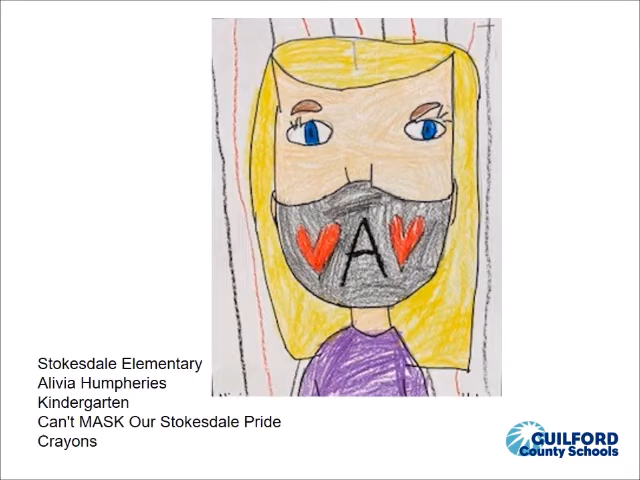 A
Stokesdale Elementary
Alivia Humpheries
Kindergarten
Can't MASK Our Stokesdale Pride
Crayons
GUILFORD
County Schools